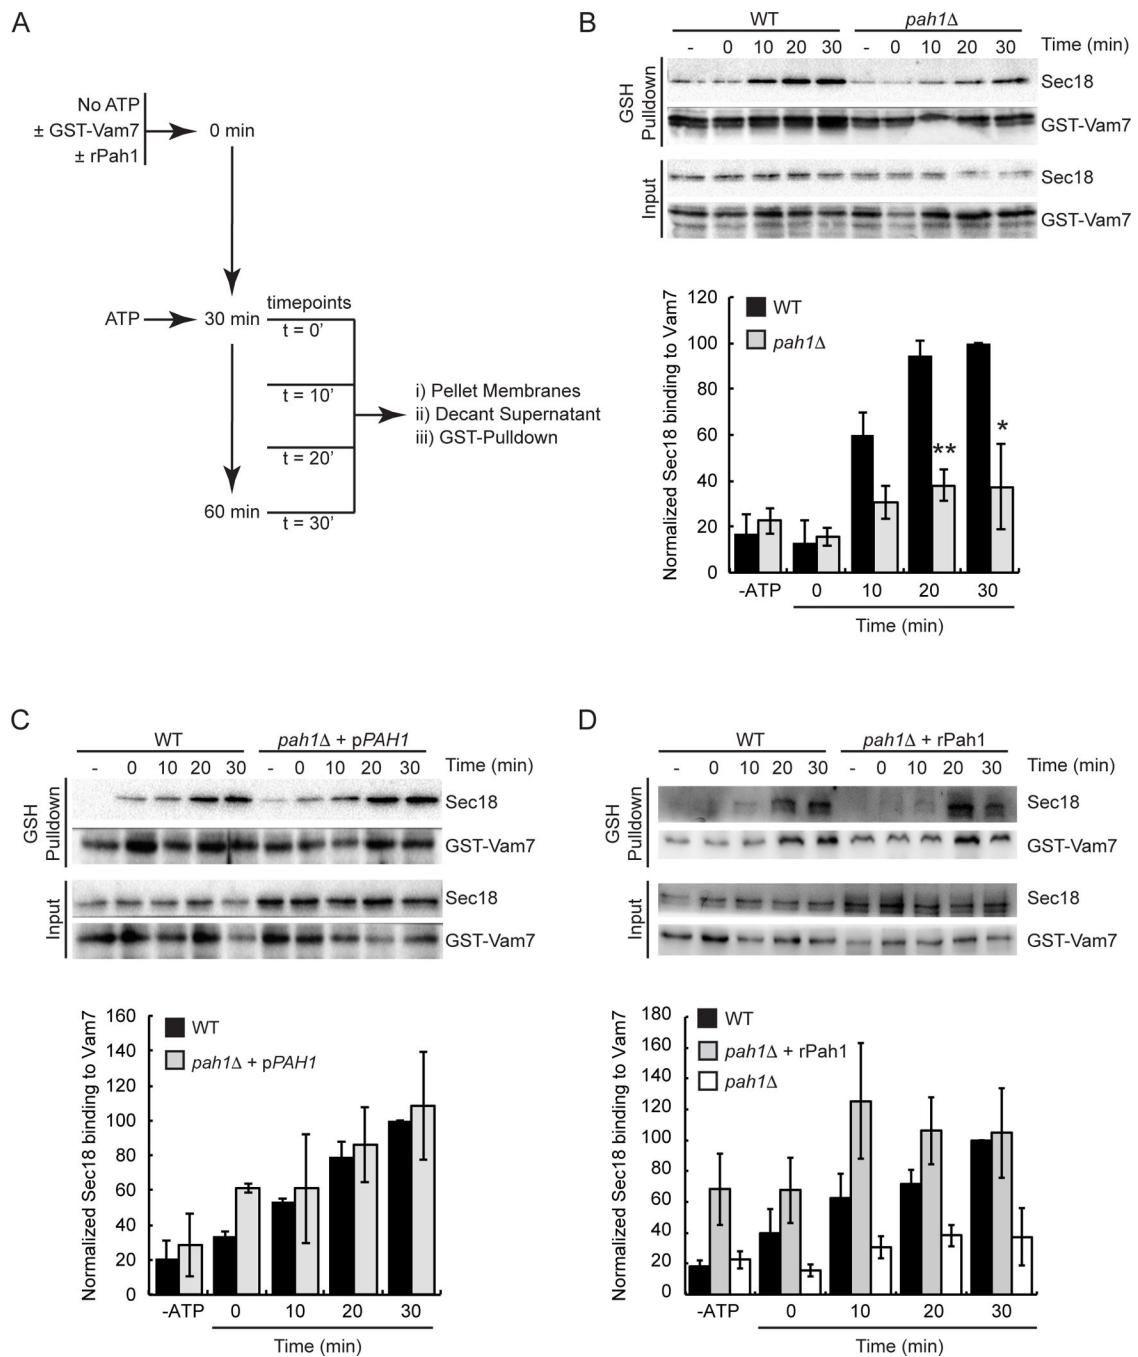 A
No ATP
± GST-Vam7
± rPah1
0 min
ATP
30 min
timepoints
t = 0'
t = 10'
t = 20'
60 min
t = 30'
i) Pellet Membranes
ii) Decant Supernatant
iii) GST-Pulldown
B
WT
pah1Δ
- 0 10 20 30 - 0 10 20 30 Time (min)
GSH Pulldown
Sec18
GST-Vam7
Input
Sec18
GST-Vam7
Normalized Sec18 binding to Vam7
120
100
80
60
40
20
0
WT
pah1Δ
**
*
-ATP 0 10 20 30
Time (min)
C
WT
pah1Δ + pPAH1
- 0 10 20 30 - 0 10 20 30 Time (min)
GSH Pulldown
Sec18
GST-Vam7
Input
Sec18
GST-Vam7
Normalized Sec18 binding to Vam7
160
140
120
100
80
60
40
20
0
WT
pah1Δ + pPAH1
-ATP 0 10 20 30
Time (min)
D
WT
pah1Δ + rPah1
- 0 10 20 30 - 0 10 20 30 Time (min)
GSH Pulldown
Sec18
GST-Vam7
Input
Sec18
GST-Vam7
Normalized Sec18 binding to Vam7
180
160
140
120
100
80
60
40
20
0
WT
pah1Δ + rPah1
pah1Δ
-ATP 0 10 20 30
Time (min)